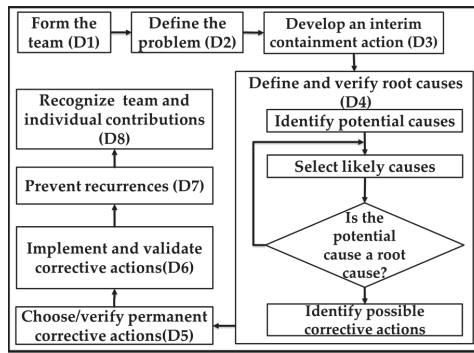 Form the
team (D1)
Define the
problem (D2)
Develop an interim
containment action (D3)
Define and verify root causes
(D4)
Identify potential causes
Select likely causes
Is the
potential
cause a root
cause?
Identify possible
corrective actions
Choose/verify permanent
corrective actions(D5)
Implement and validate
corrective actions(D6)
Prevent recurrences (D7)
Recognize team and
individual contributions
(D8)